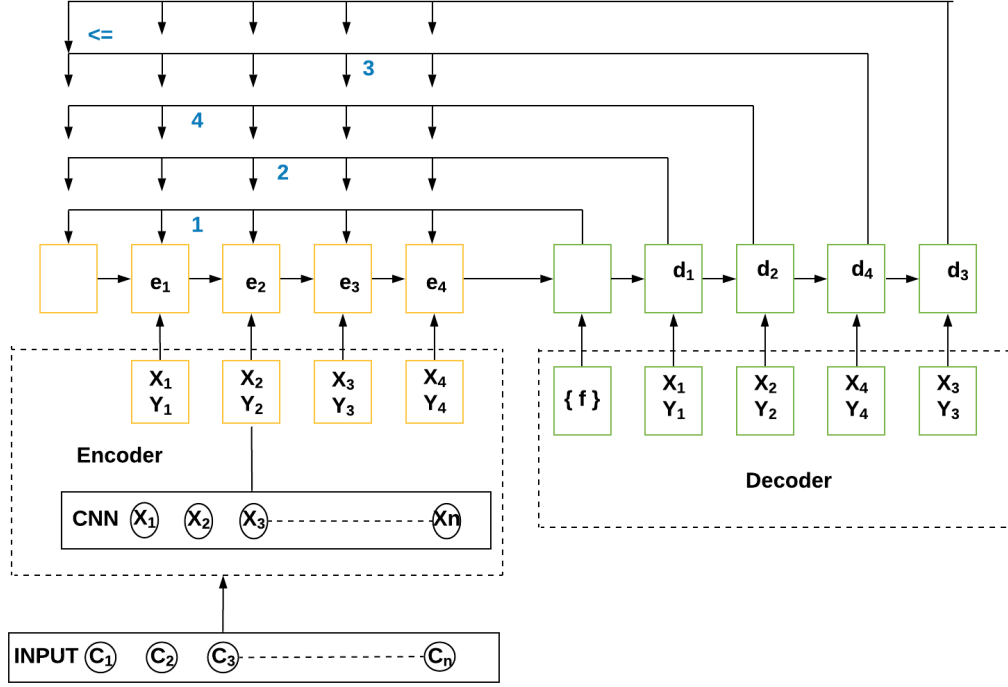 <=
3
4
2
1
e₁ e₂ e₃ e₄ d₁ d₂ d₄ d₃
X₁ X₂ X₃ X₄ { f } X₁ X₂ X₄ X₃
Y₁ Y₂ Y₃ Y₄ Y₁ Y₂ Y₄ Y₃
Encoder
Decoder
CNN X₁ X₂ X₃ Xn
INPUT C₁ C₂ C₃ Cₙ